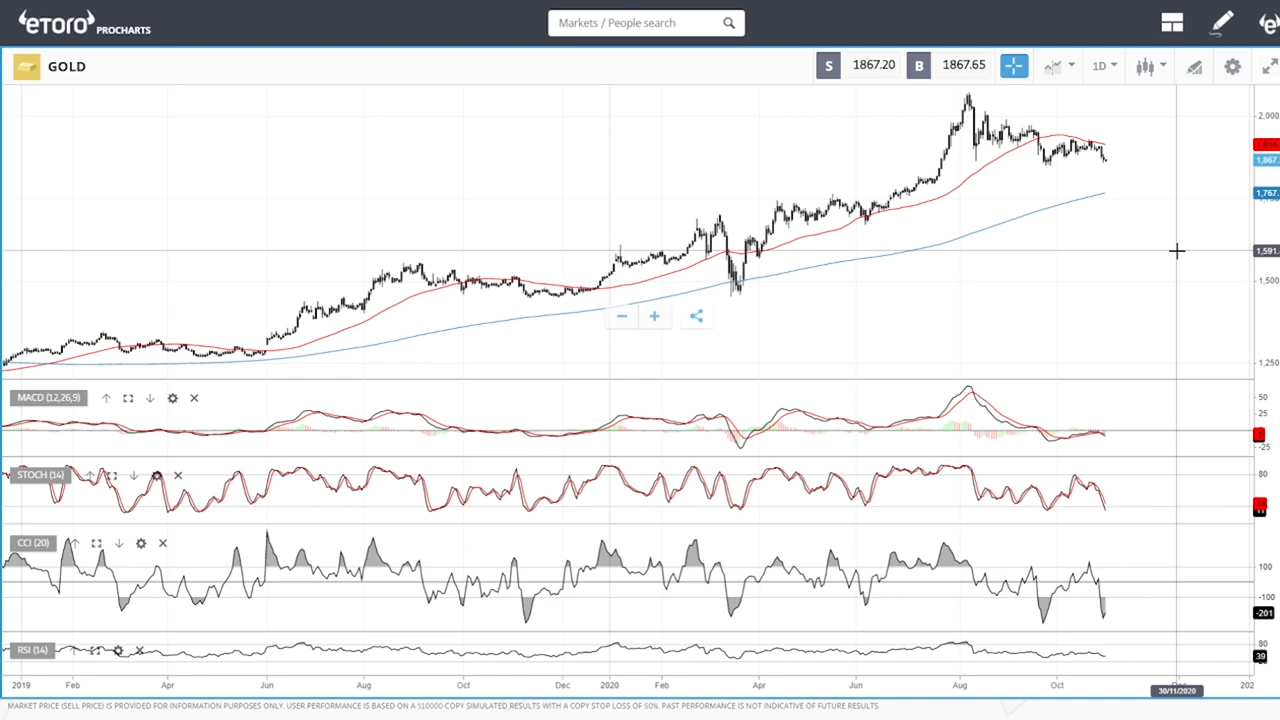 eTORO PROCHARTS
Markets / People search
GOLD
S 1867.20 B 1867.65
1D
2,000
1,867.
1,767.
1,591.
1,500
1,250
MACD (12,26,9)
50
25
-25
STOCH (14)
80
CCI (20)
100
-100
-201
RSI (14)
80
39
2019 Feb Apr Jun Aug Oct Dec 2020 Feb Apr Jun Aug Oct
30/11/2020
202
MARKET PRICE (SELL PRICE) IS PROVIDED FOR INFORMATION PURPOSES ONLY. USER PERFORMANCE IS BASED ON A $10000 COPY SIMULATED RESULTS WITH A COPY STOP LOSS OF 60%. PAST PERFORMANCE IS NOT INDICATIVE OF FUTURE RESULTS.